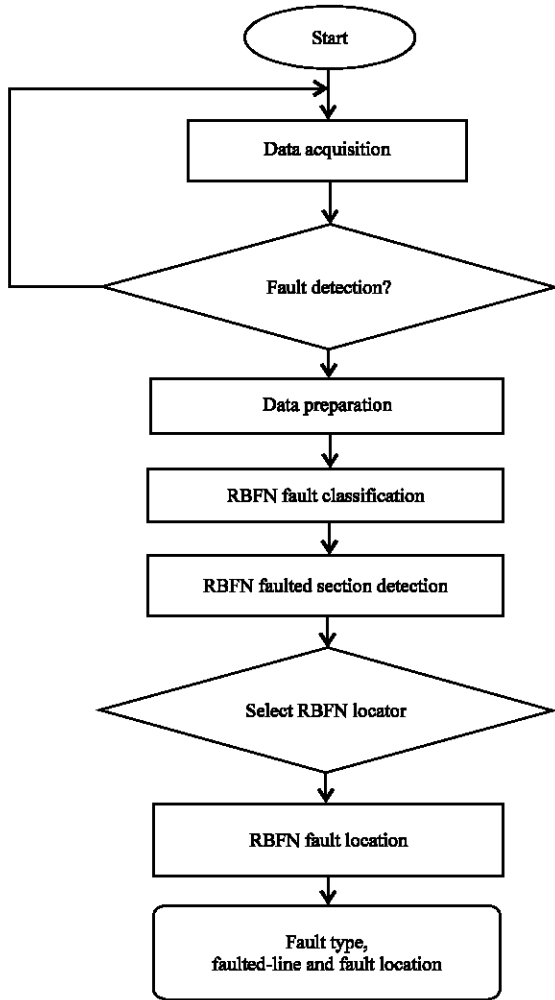 Start
Data acquisition
Fault detection?
Data preparation
RBFN fault classification
RBFN faulted section detection
Select RBFN locator
RBFN fault location
Fault type,
faulted-line and fault location